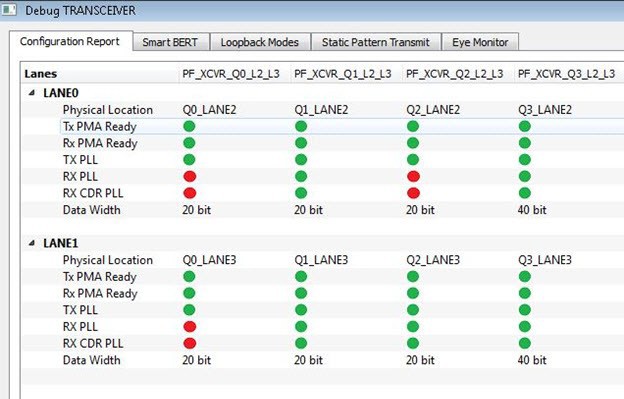 Debug TRANSCEIVER
Configuration Report Smart BERT Loopback Modes Static Pattern Transmit Eye Monitor
Lanes PF_XCVR_Q0_L2_L3 PF_XCVR_Q1_L2_L3 PF_XCVR_Q2_L2_L3 PF_XCVR_Q3_L2_L3
LANE0
Physical Location Q0_LANE2 Q1_LANE2 Q2_LANE2 Q3_LANE2
Tx PMA Ready
Rx PMA Ready
TX PLL
RX PLL
RX CDR PLL
Data Width 20 bit 20 bit 20 bit 40 bit
LANE1
Physical Location Q0_LANE3 Q1_LANE3 Q2_LANE3 Q3_LANE3
Tx PMA Ready
Rx PMA Ready
TX PLL
RX PLL
RX CDR PLL
Data Width 20 bit 20 bit 20 bit 40 bit